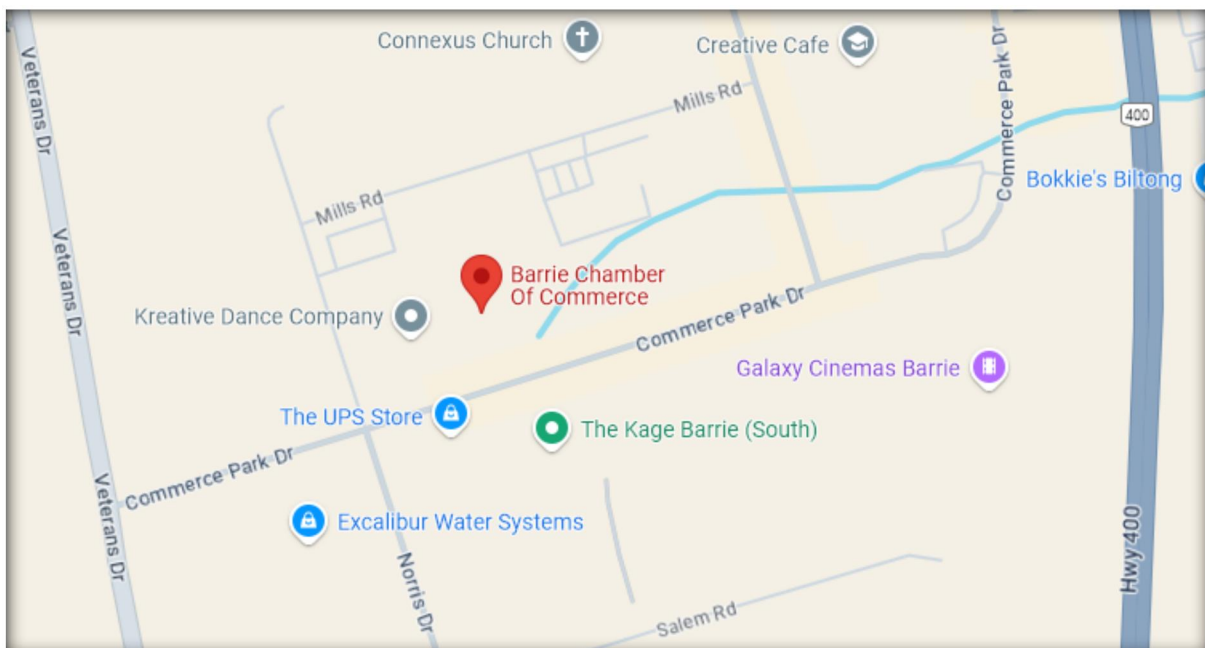 Connexus Church
Creative Cafe
Veterans Dr
Mills Rd
Commerce Park Dr
400
Bokkie's Biltong
Mills Rd
Veterans Dr
Barrie Chamber
Of Commerce
Kreative Dance Company
Commerce Park Dr
Galaxy Cinemas Barrie
The UPS Store
The Kage Barrie (South)
Commerce Park Dr
Veterans Dr
Excalibur Water Systems
Hwy 400
Norris Dr
Salem Rd